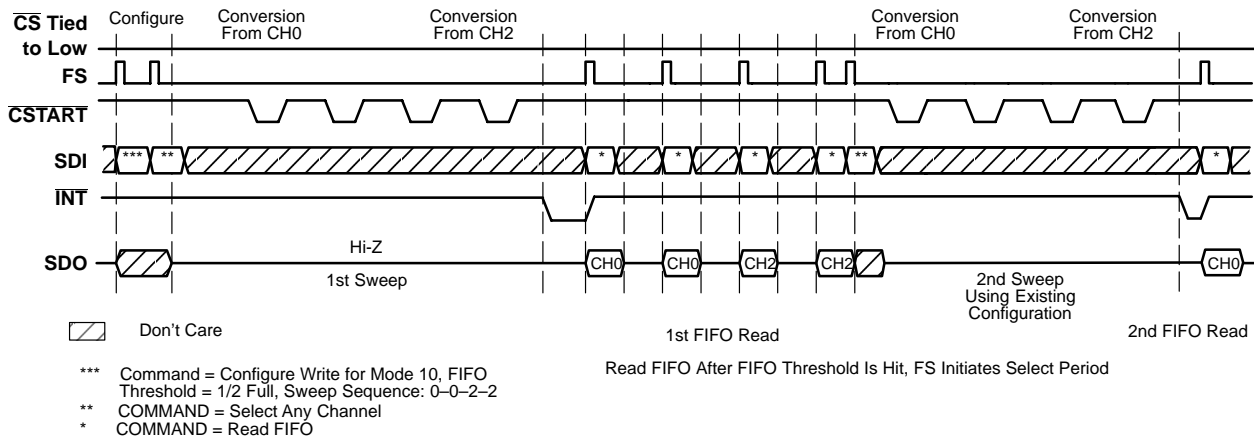 CS Tied
to Low
Configure
Conversion
From CH0
Conversion
From CH2
Conversion
From CH0
Conversion
From CH2
FS
CSTART
SDI
***
**
*
*
*
*
**
*
INT
SDO
Hi-Z
1st Sweep
CH0
CH0
CH2
CH2
2nd Sweep
Using Existing
Configuration
CH0
Don't Care
1st FIFO Read
2nd FIFO Read
Read FIFO After FIFO Threshold Is Hit, FS Initiates Select Period
*** Command = Configure Write for Mode 10, FIFO
Threshold = 1/2 Full, Sweep Sequence: 0–0–2–2
** COMMAND = Select Any Channel
* COMMAND = Read FIFO